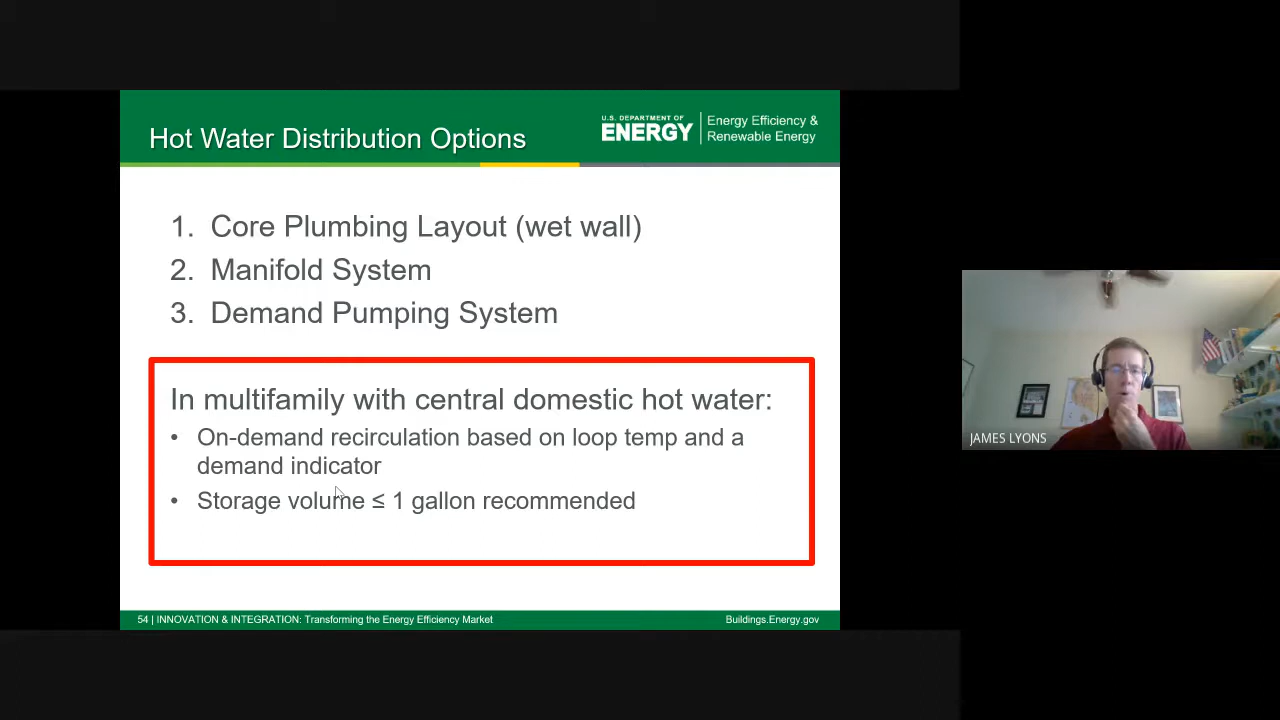 Hot Water Distribution Options
U.S. DEPARTMENT OF
ENERGY
Energy Efficiency &
Renewable Energy
1. Core Plumbing Layout (wet wall)
2. Manifold System
3. Demand Pumping System
In multifamily with central domestic hot water:
• On-demand recirculation based on loop temp and a
demand indicator
• Storage volume ≤ 1 gallon recommended
JAMES LYONS
54 | INNOVATION & INTEGRATION: Transforming the Energy Efficiency Market
Buildings.Energy.gov